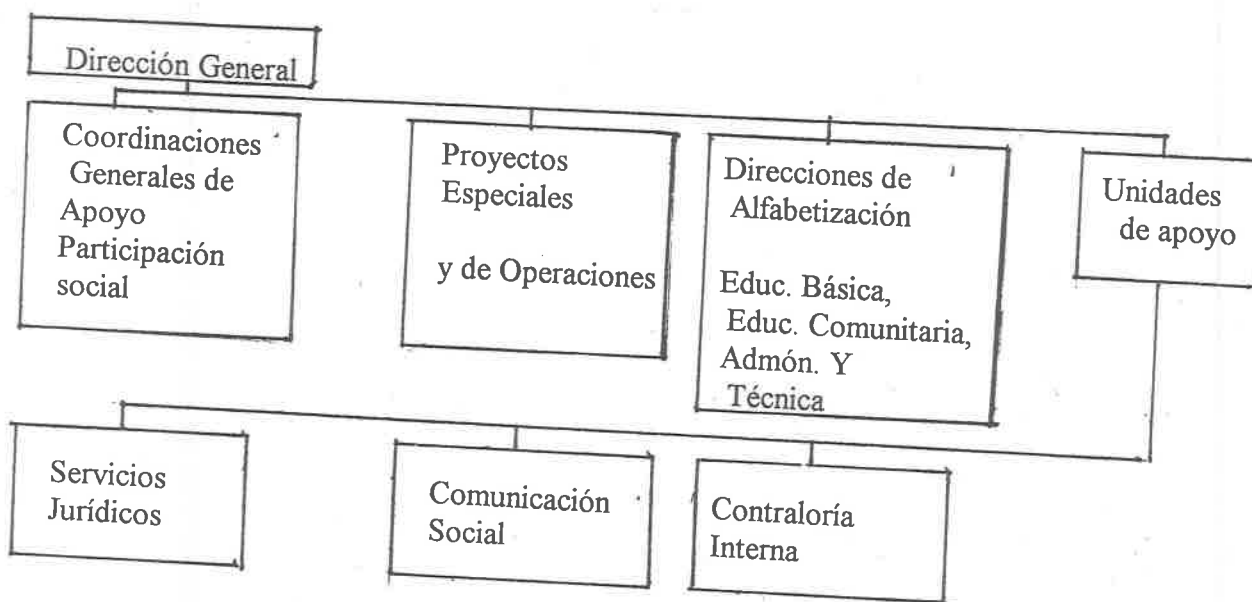 Dirección General
Coordinaciones
Generales de
Apoyo
Participación
social
Proyectos
Especiales
y de Operaciones
Direcciones de
Alfabetización
Educ. Básica,
Educ. Comunitaria,
Admón. Y
Técnica
Unidades
de apoyo
Servicios
Jurídicos
Comunicación
Social
Contraloría
Interna